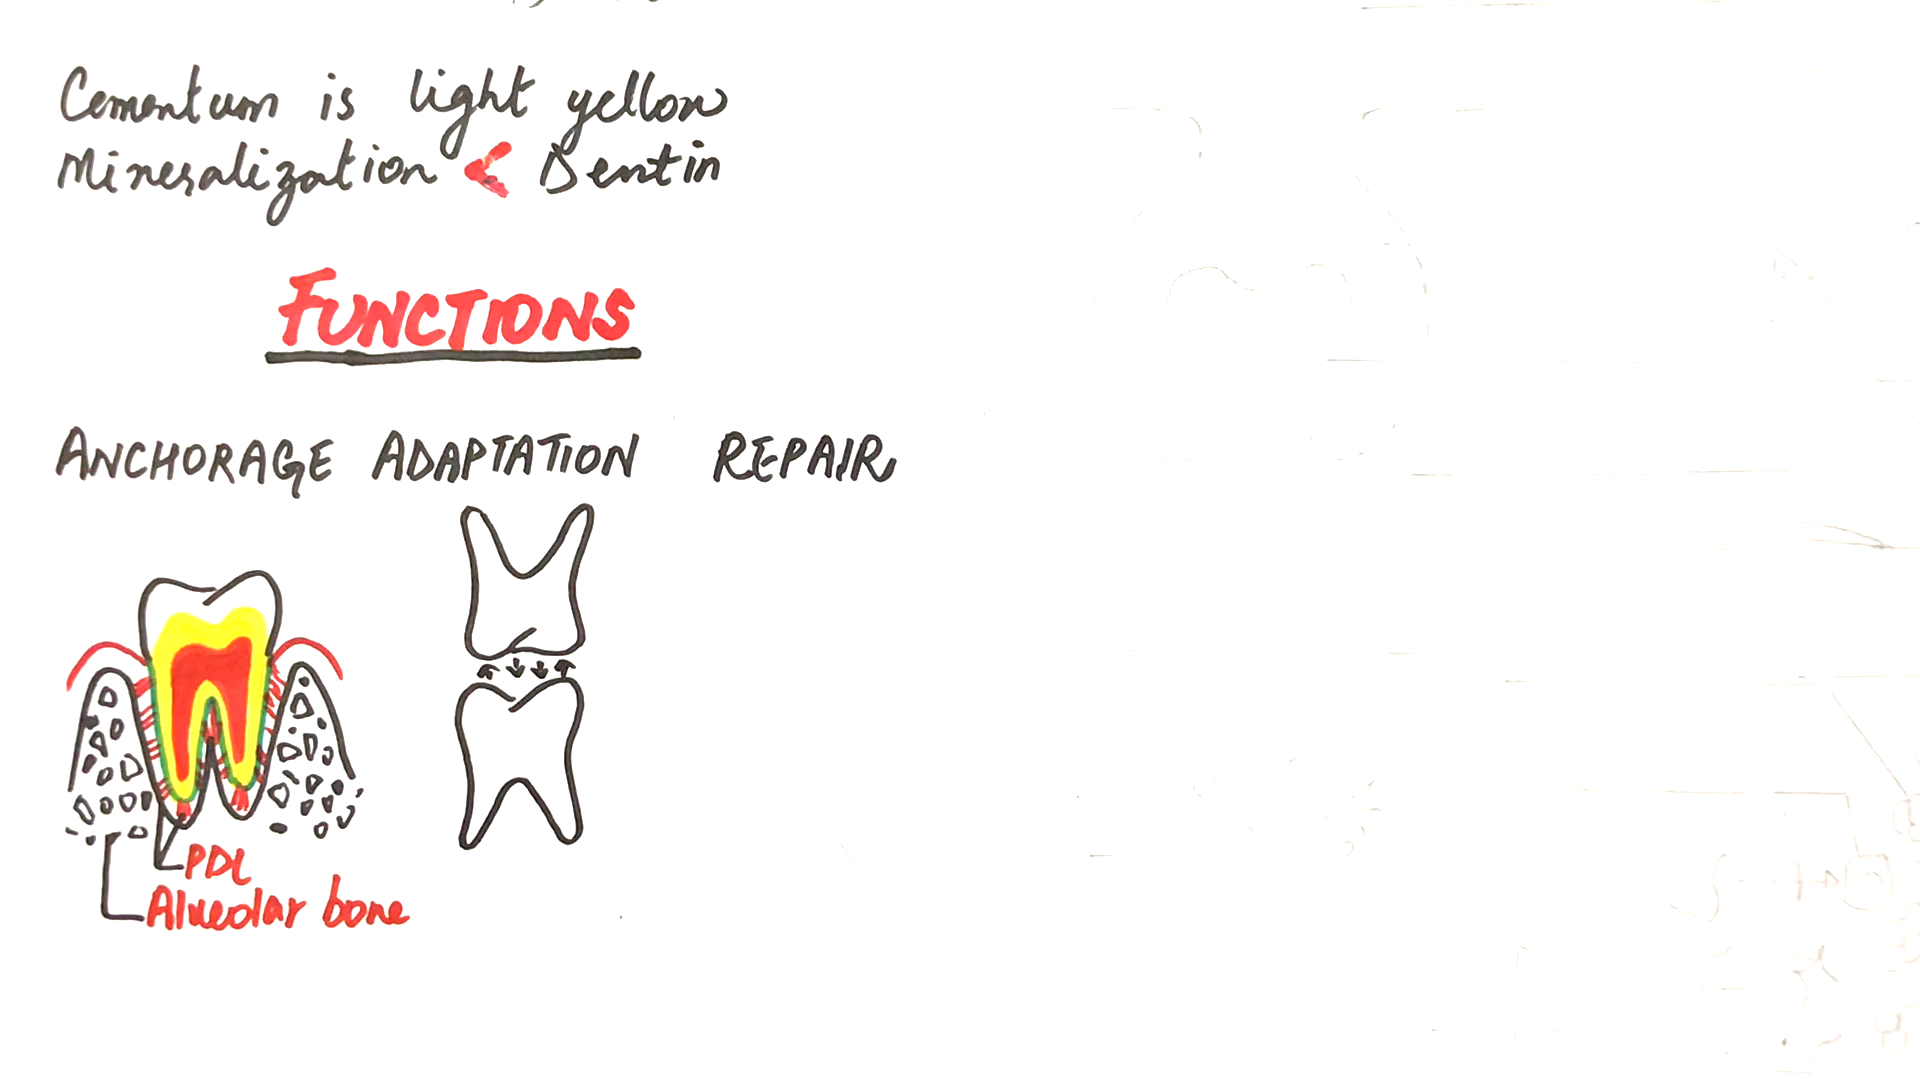 Cementum is light yellow
Mineralization < Dentin
FUNCTIONS
ANCHORAGE ADAPTATION REPAIR
PDL
Alveolar bone